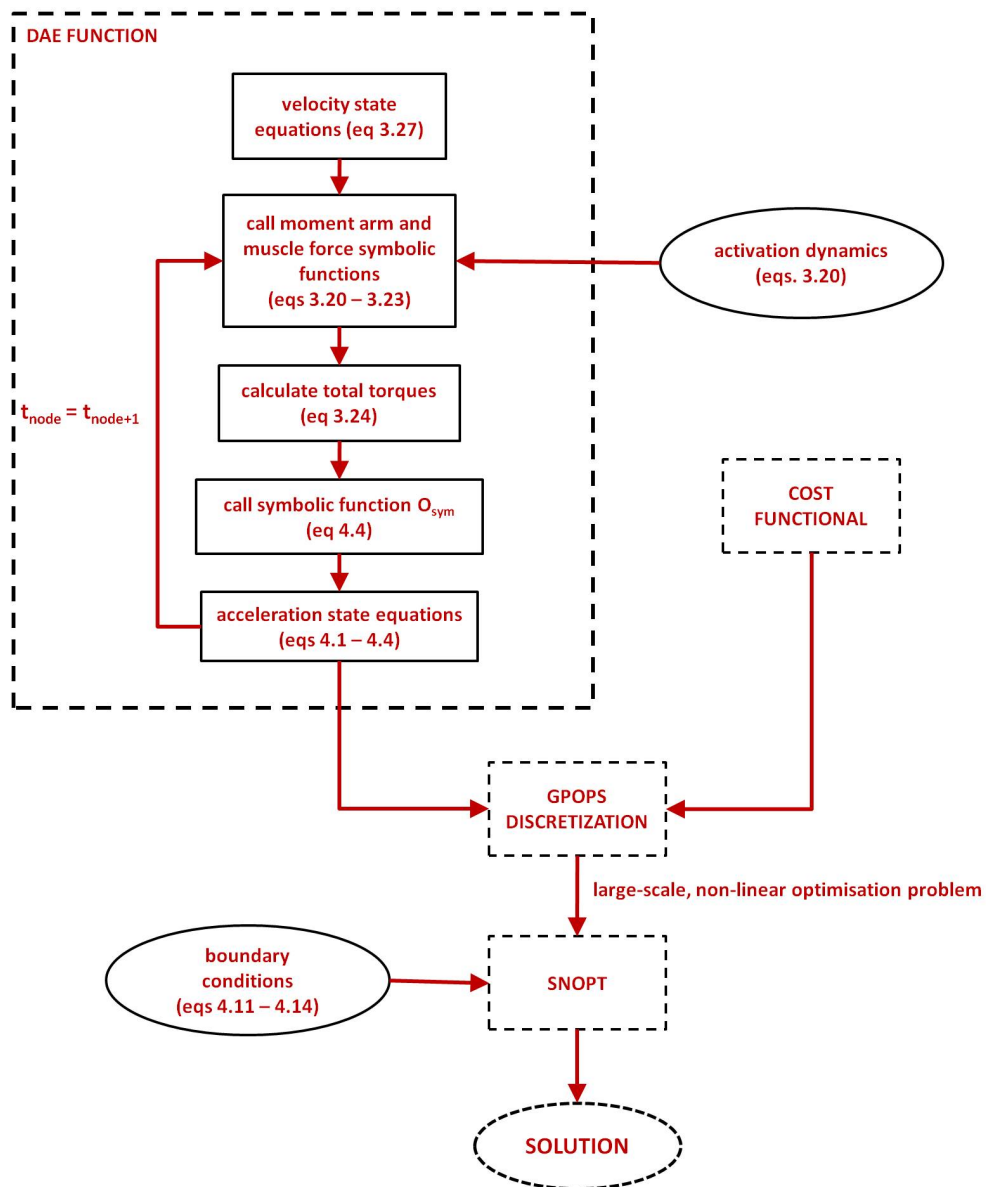 DAE FUNCTION
velocity state
equations (eq 3.27)
call moment arm and
muscle force symbolic
functions
(eqs 3.20 – 3.23)
activation dynamics
(eqs. 3.20)
calculate total torques
(eq 3.24)
t_node = t_node+1
call symbolic function O_sym
(eq 4.4)
COST
FUNCTIONAL
acceleration state equations
(eqs 4.1 – 4.4)
GPOPS
DISCRETIZATION
large-scale, non-linear optimisation problem
boundary
conditions
(eqs 4.11 – 4.14)
SNOPT
SOLUTION